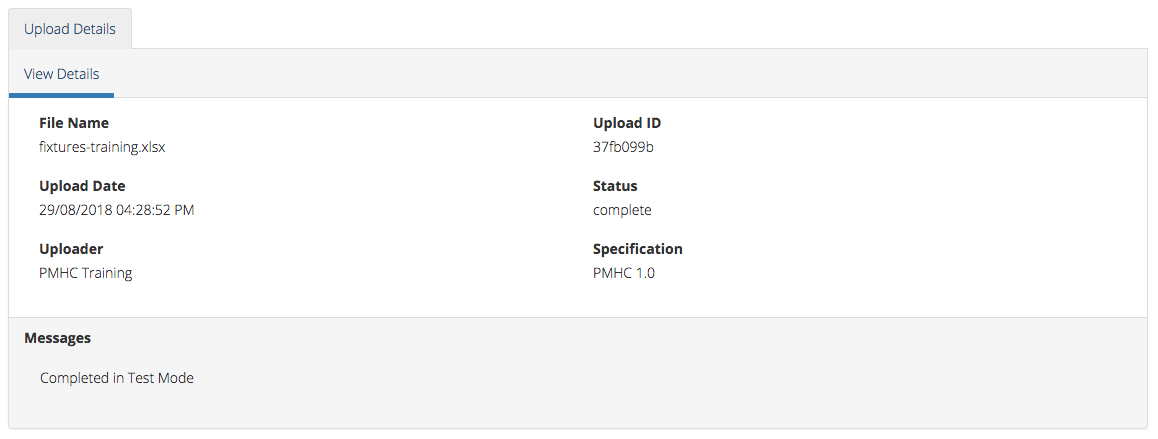 Upload Details
View Details
File Name
fixtures-training.xlsx
Upload ID
37fb099b
Upload Date
29/08/2018 04:28:52 PM
Status
complete
Uploader
PMHC Training
Specification
PMHC 1.0
Messages
Completed in Test Mode